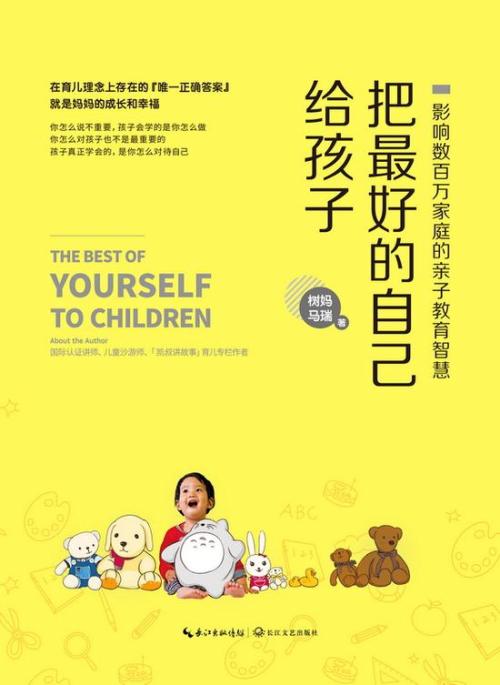 在育儿理念上存在的『唯一正确答案』
就是妈妈的成长和幸福
你怎么说不重要，孩子会学的是你怎么做
你怎么对孩子也不是最重要的
孩子真正学会的，是你怎么对待自己
影响数百万家庭的亲子教育智慧
把最好的自己
给孩子
树妈
马瑞
著
THE BEST OF
YOURSELF
TO CHILDREN
About the Author
国际认证讲师、儿童沙游师、「凯叔讲故事」育儿专栏作者
长江出版传媒
长江文艺出版社